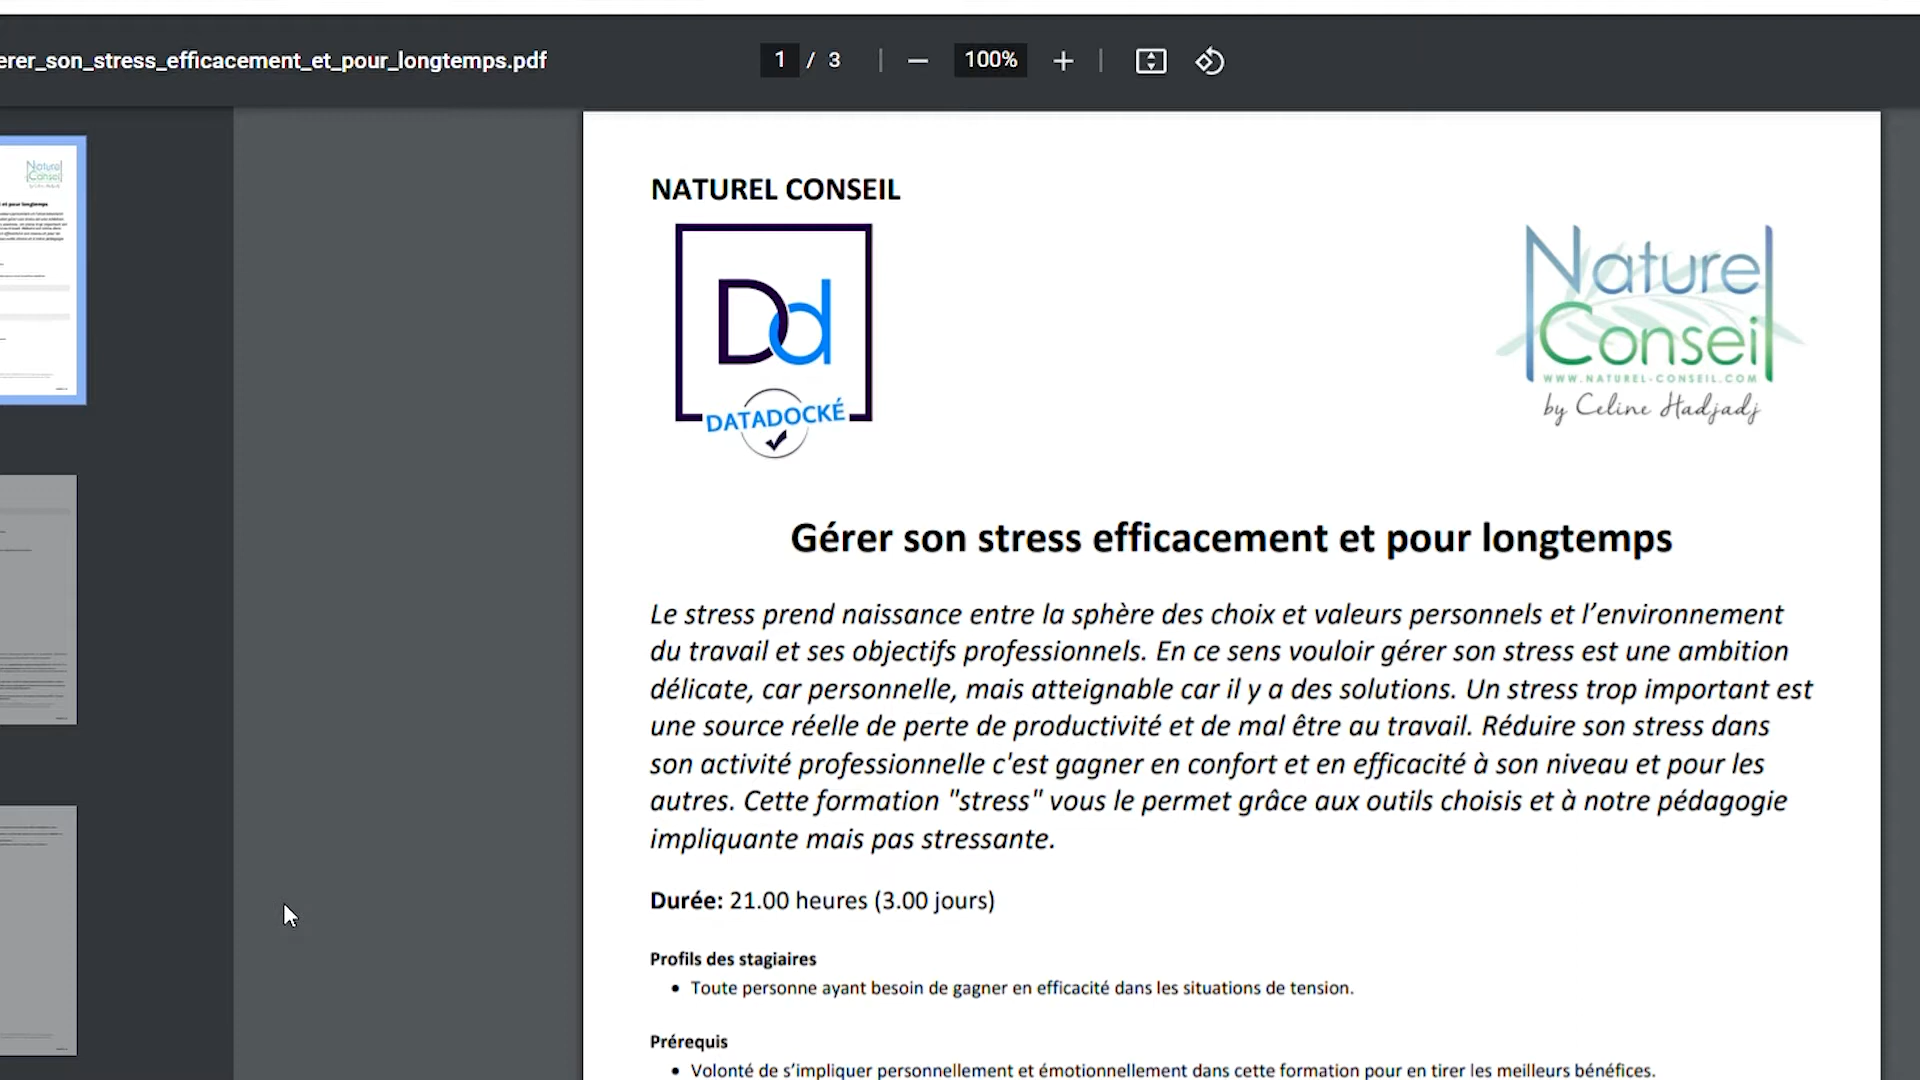 erer_son_stress_efficacement_et_pour_longtemps.pdf
1 / 3
100%
NATUREL CONSEIL
Dd
DATADOCKÉ
Naturel
Conseil
WWW.NATUREL-CONSEIL.COM
by Celine Hadjadj
Gérer son stress efficacement et pour longtemps
Le stress prend naissance entre la sphère des choix et valeurs personnels et l’environnement
du travail et ses objectifs professionnels. En ce sens vouloir gérer son stress est une ambition
délicate, car personnelle, mais atteignable car il y a des solutions. Un stress trop important est
une source réelle de perte de productivité et de mal être au travail. Réduire son stress dans
son activité professionnelle c'est gagner en confort et en efficacité à son niveau et pour les
autres. Cette formation "stress" vous le permet grâce aux outils choisis et à notre pédagogie
impliquante mais pas stressante.
Durée: 21.00 heures (3.00 jours)
Profils des stagiaires
• Toute personne ayant besoin de gagner en efficacité dans les situations de tension.
Prérequis
• Volonté de s’impliquer personnellement et émotionnellement dans cette formation pour en tirer les meilleurs bénéfices.